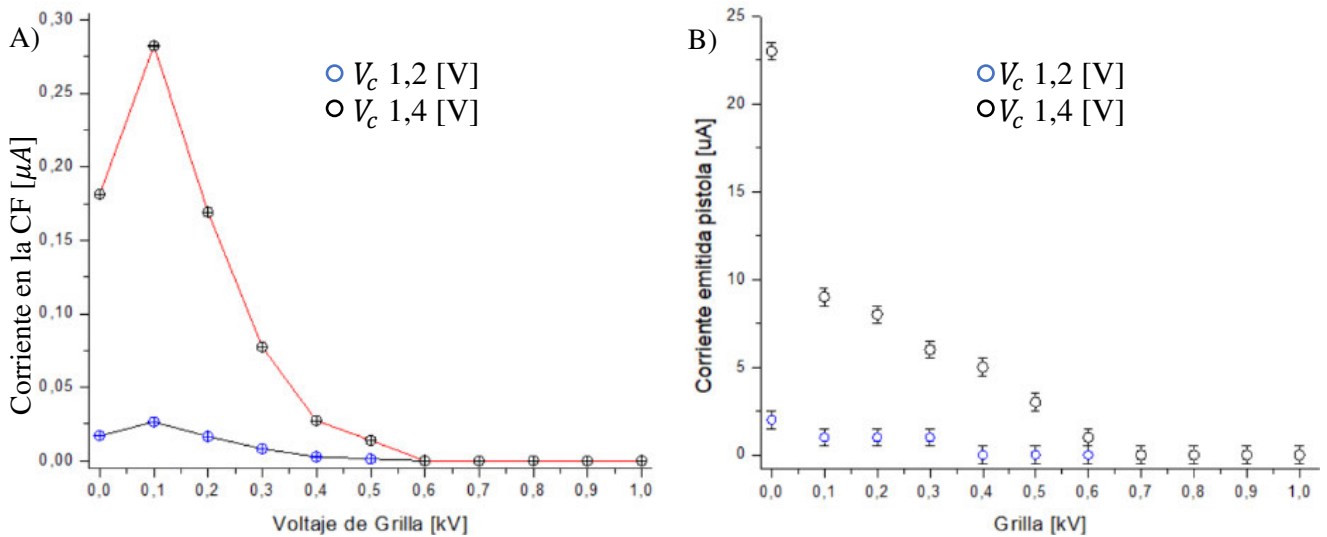 A)
V_c 1,2 [V]
V_c 1,4 [V]
Corriente en la CF [μA]
0,30
0,25
0,20
0,15
0,10
0,05
0,00
0,0 0,1 0,2 0,3 0,4 0,5 0,6 0,7 0,8 0,9 1,0
Voltaje de Grilla [kV]
B)
V_c 1,2 [V]
V_c 1,4 [V]
Corriente emitida pistola [uA]
25
20
15
10
5
0
0,0 0,1 0,2 0,3 0,4 0,5 0,6 0,7 0,8 0,9 1,0
Grilla [kV]